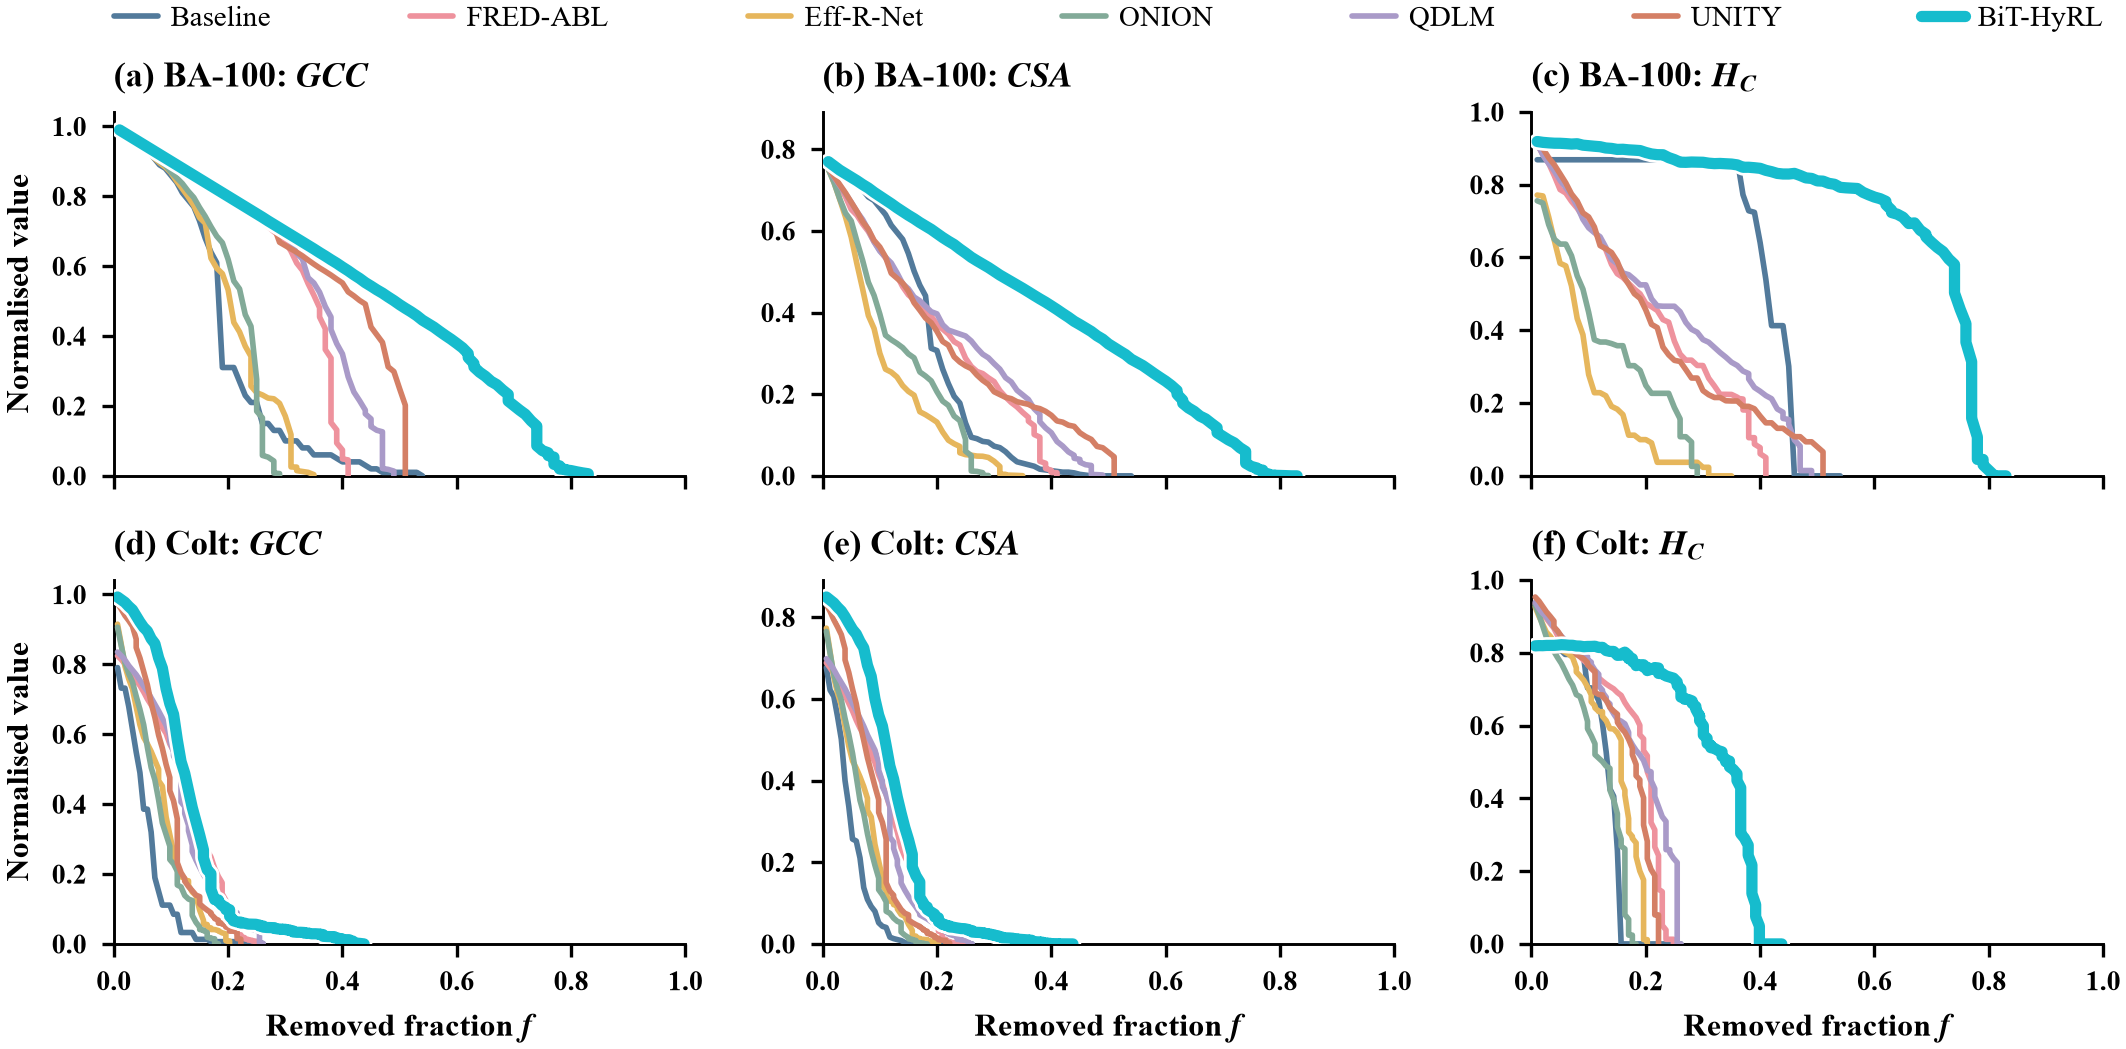 Baseline FRED-ABL Eff-R-Net ONION QDLM UNITY BiT-HyRL
(a) BA-100: GCC
(b) BA-100: CSA
(c) BA-100: H_C
Normalised value
1.0
0.8
0.6
0.4
0.2
0.0
0.8
0.6
0.4
0.2
0.0
1.0
0.8
0.6
0.4
0.2
0.0
(d) Colt: GCC
(e) Colt: CSA
(f) Colt: H_C
Normalised value
1.0
0.8
0.6
0.4
0.2
0.0
0.0 0.2 0.4 0.6 0.8 1.0
Removed fraction f
0.8
0.6
0.4
0.2
0.0
0.0 0.2 0.4 0.6 0.8 1.0
Removed fraction f
1.0
0.8
0.6
0.4
0.2
0.0
0.0 0.2 0.4 0.6 0.8 1.0
Removed fraction f